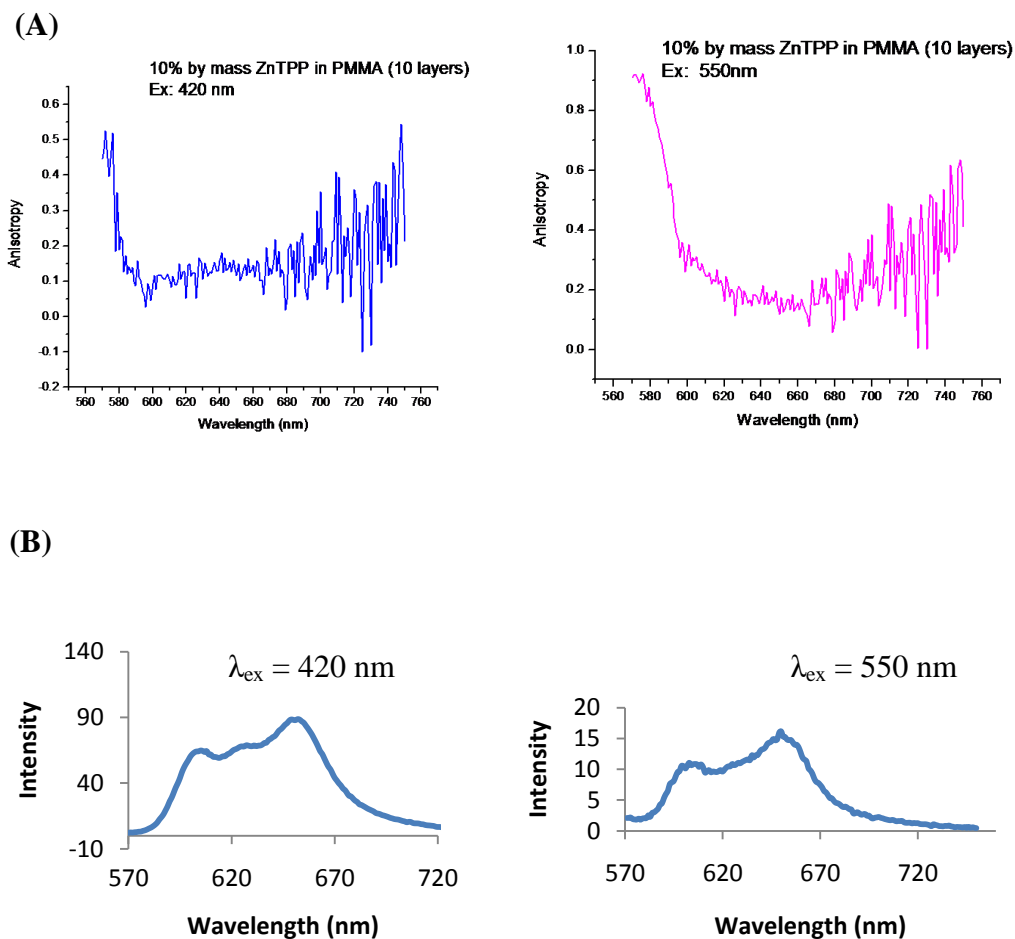 (A)
10% by mass ZnTPP in PMMA (10 layers)
Ex: 420 nm
Anisotropy
0.6
0.5
0.4
0.3
0.2
0.1
0.0
-0.1
-0.2
560 580 600 620 640 660 680 700 720 740 760
Wavelength (nm)
10% by mass ZnTPP in PMMA (10 layers)
Ex: 550nm
Anisotropy
1.0
0.8
0.6
0.4
0.2
0.0
560 580 600 620 640 660 680 700 720 740 760
Wavelength (nm)
(B)
λex = 420 nm
Intensity
140
90
40
-10
570 620 670 720
Wavelength (nm)
λex = 550 nm
Intensity
20
15
10
5
0
570 620 670 720
Wavelength (nm)